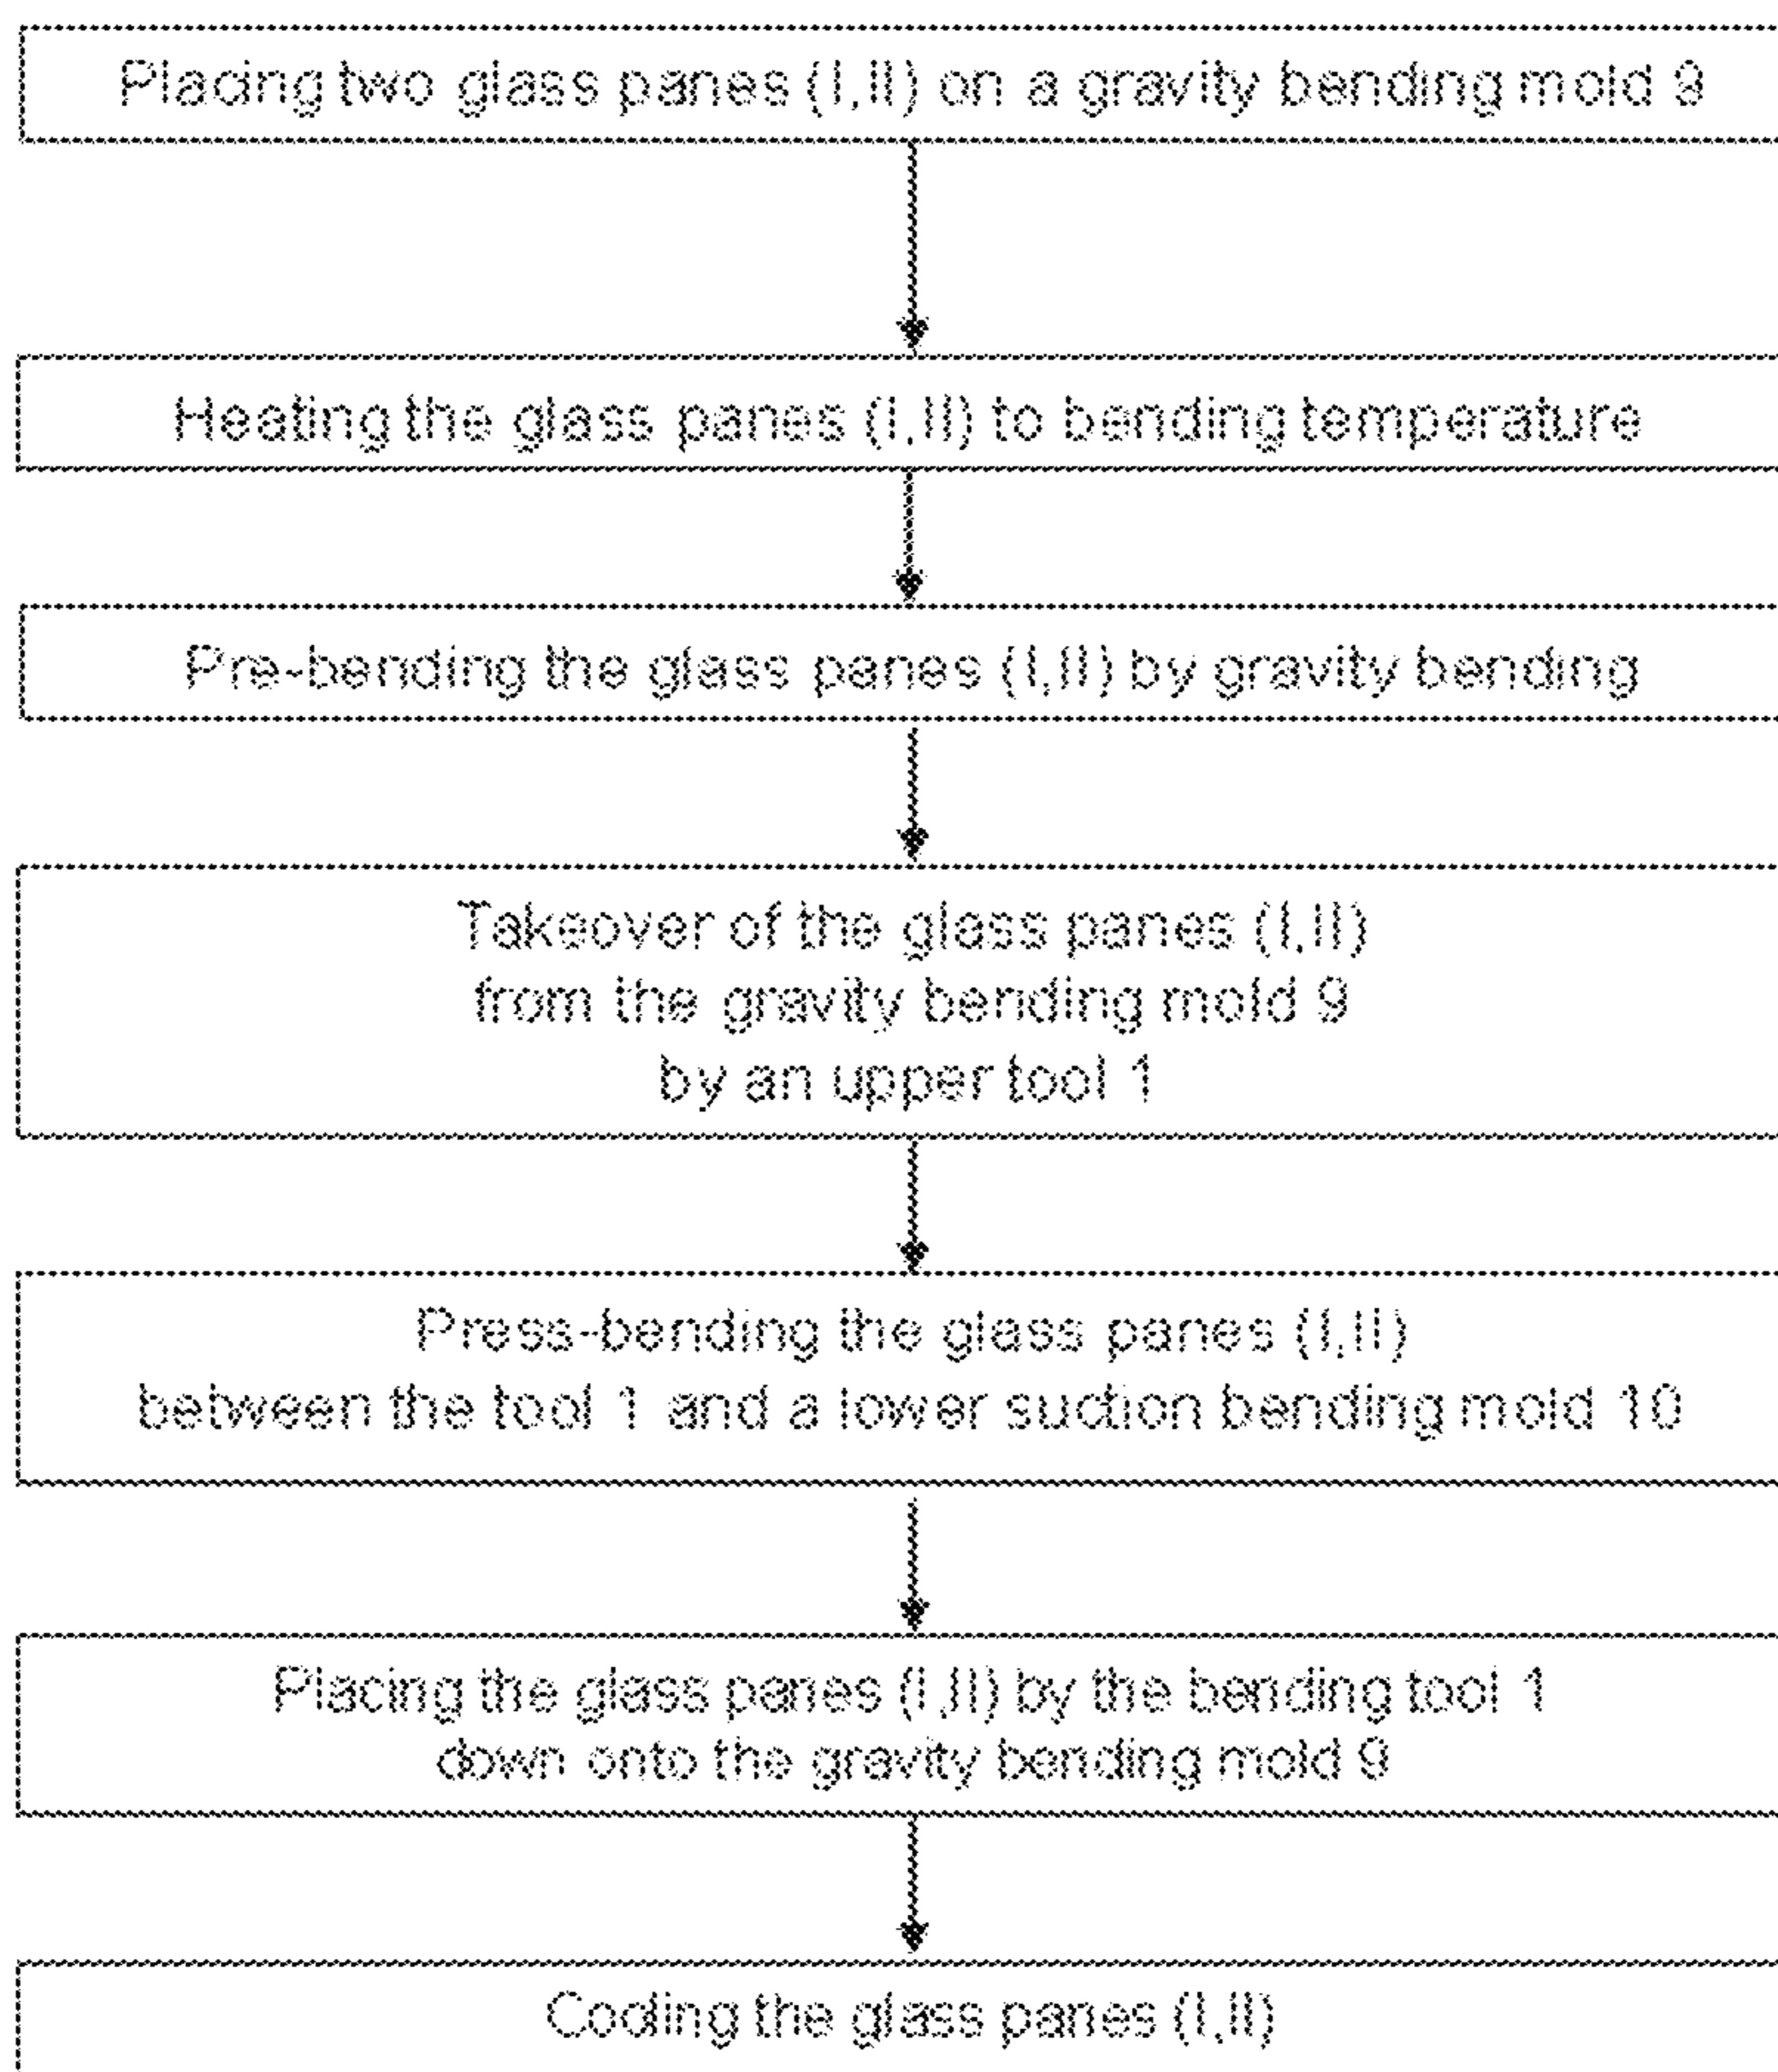 Placing two glass panes (I,II) on a gravity bending mold 9
Heating the glass panes (I,II) to bending temperature
Pre-bending the glass panes (I,II) by gravity bending
Takeover of the glass panes (I,II)
from the gravity bending mold 9
by an upper tool 1
Press-bending the glass panes (I,II)
between the tool 1 and a lower suction bending mold 10
Placing the glass panes (I,II) by the bending tool 1
down onto the gravity bending mold 9
Cooling the glass panes (I,II)